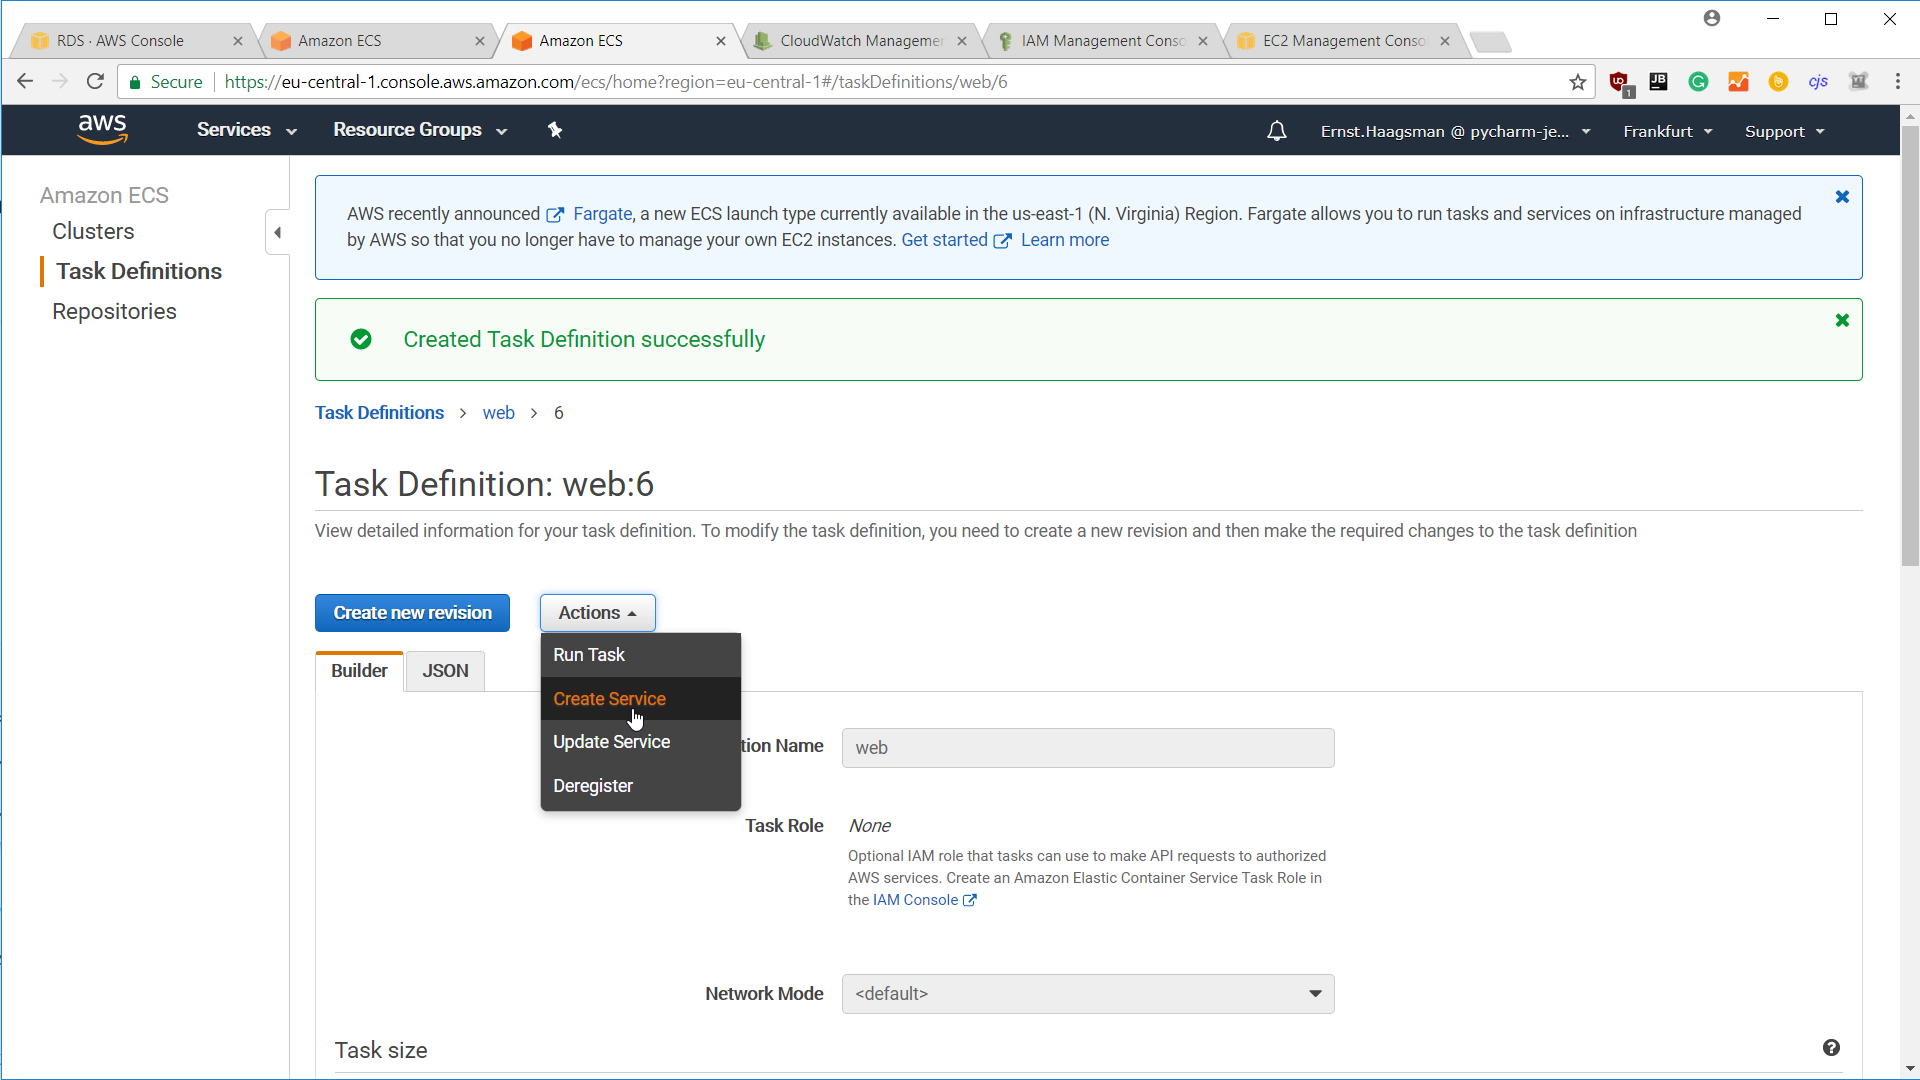 RDS · AWS Console
Amazon ECS
Amazon ECS
CloudWatch Managemen
IAM Management Conso
EC2 Management Consol
Secure
https://eu-central-1.console.aws.amazon.com/ecs/home?region=eu-central-1#/taskDefinitions/web/6
1
JB
cjs
aws
Services
Resource Groups
Ernst.Haagsman @ pycharm-je...
Frankfurt
Support
Amazon ECS
Clusters
Task Definitions
Repositories
AWS recently announced Fargate, a new ECS launch type currently available in the us-east-1 (N. Virginia) Region. Fargate allows you to run tasks and services on infrastructure managed
by AWS so that you no longer have to manage your own EC2 instances. Get started Learn more
Created Task Definition successfully
Task Definitions > web > 6
Task Definition: web:6
View detailed information for your task definition. To modify the task definition, you need to create a new revision and then make the required changes to the task definition
Create new revision
Actions
Run Task
Create Service
Update Service
Deregister
Builder
JSON
tion Name
web
Task Role
None
Optional IAM role that tasks can use to make API requests to authorized
AWS services. Create an Amazon Elastic Container Service Task Role in
the IAM Console
Network Mode
<default>
Task size